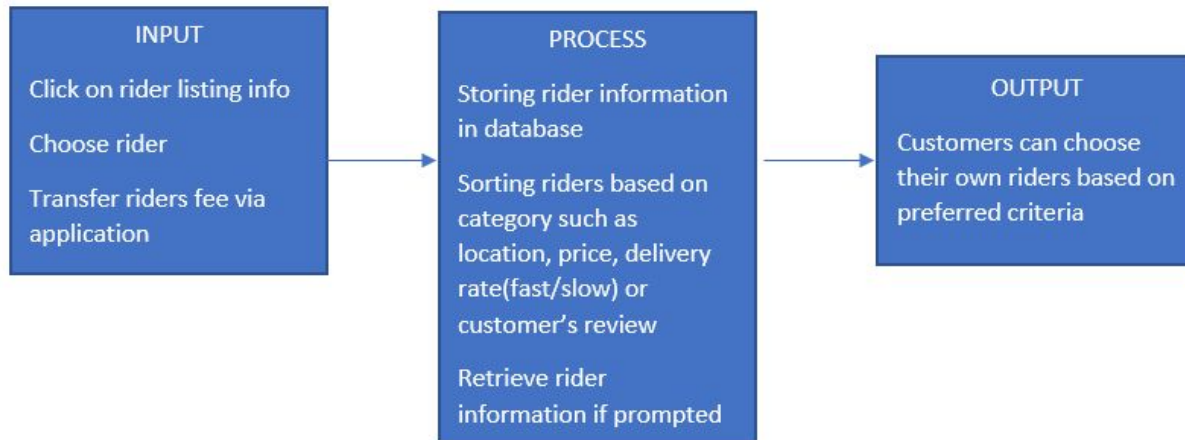 INPUT
Click on rider listing info
Choose rider
Transfer riders fee via
application
PROCESS
Storing rider information
in database
Sorting riders based on
category such as
location, price, delivery
rate(fast/slow) or
customer’s review
Retrieve rider
information if prompted
OUTPUT
Customers can choose
their own riders based on
preferred criteria